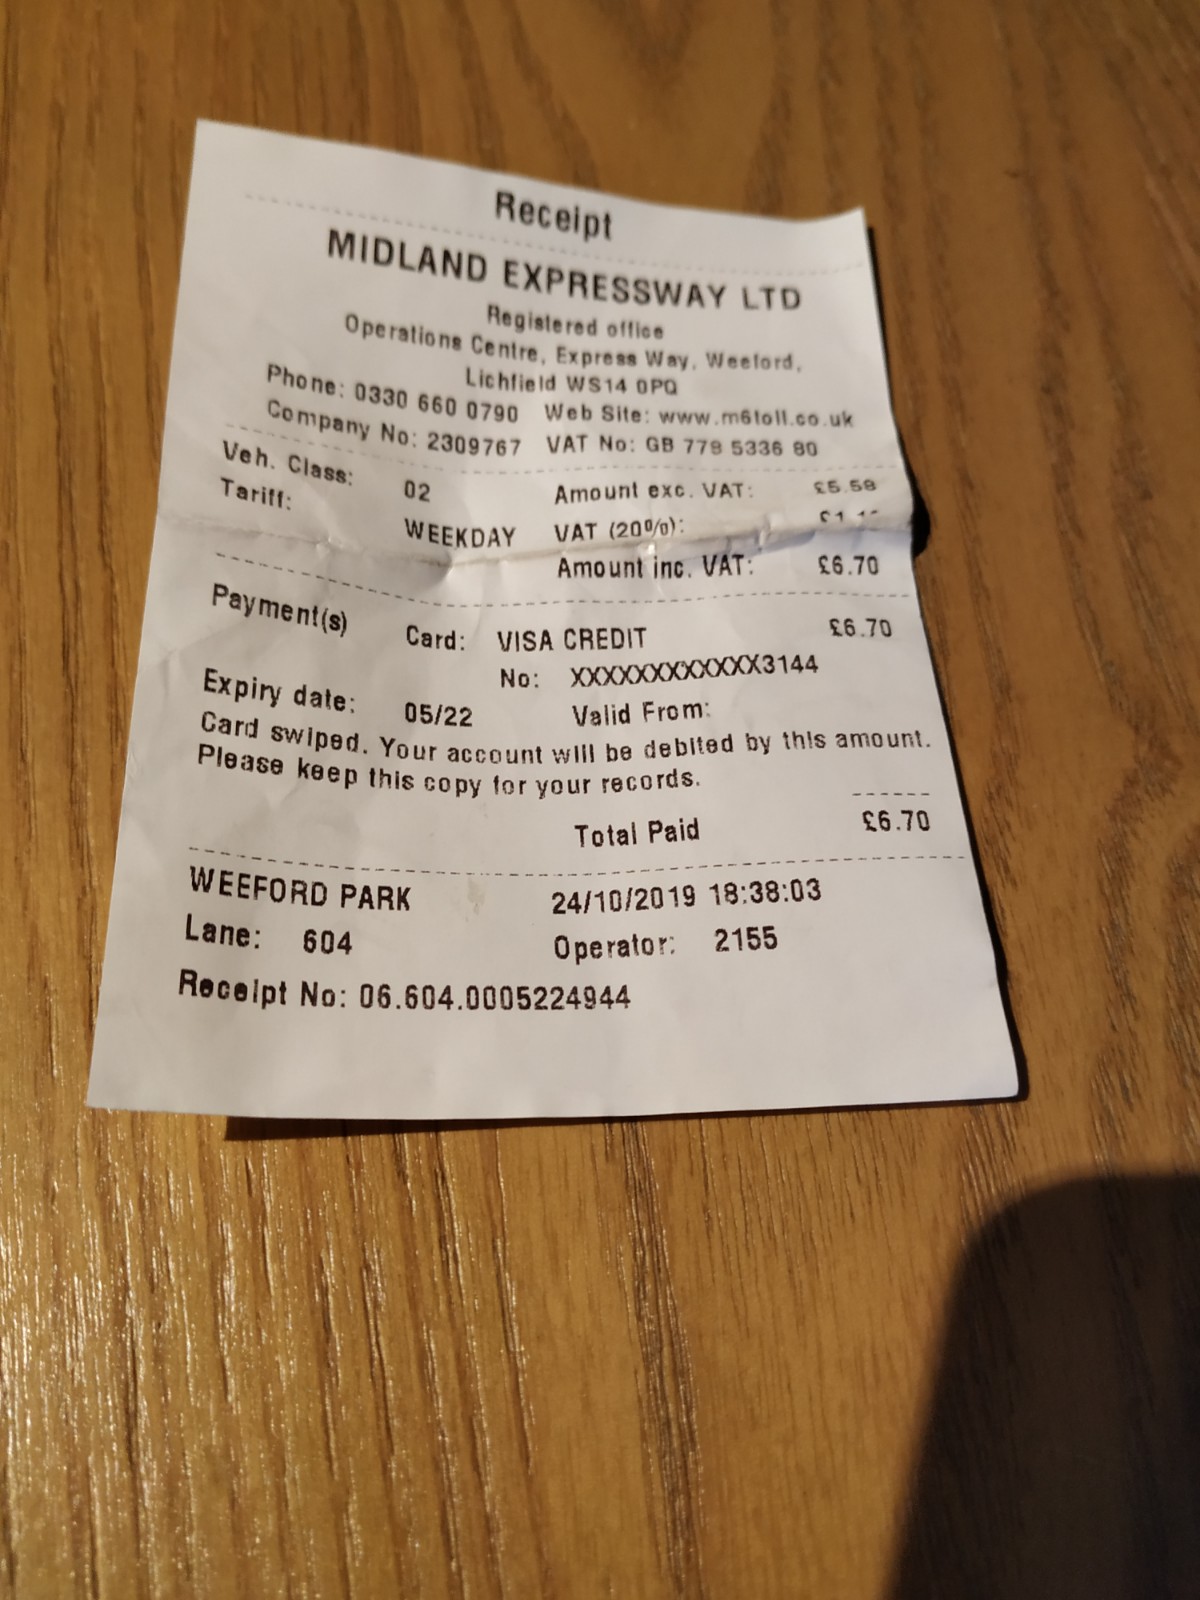 Receipt
MIDLAND EXPRESSWAY LTD
Registered office
Operations Centre, Express Way, Weeford,
Lichfield WS14 0PQ
Phone: 0330 660 0790 Web Site: www.m6toll.co.uk
Company No: 2309767 VAT No: GB 778 5336 80
Veh. Class: 02 Amount exc. VAT: £5.58
Tariff: WEEKDAY VAT (20%):
Amount inc. VAT: £6.70
Payment(s) Card: VISA CREDIT £6.70
No: XXXXXXXXXXXX3144
Expiry date: 05/22 Valid From:
Card swiped. Your account will be debited by this amount.
Please keep this copy for your records.
Total Paid £6.70
WEEFORD PARK 24/10/2019 18:38:03
Lane: 604 Operator: 2155
Receipt No: 06.604.0005224944